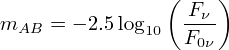 m_{AB} = -2.5 \log_{10} \left( \frac{F_\nu}{F_{0\nu}} \right)